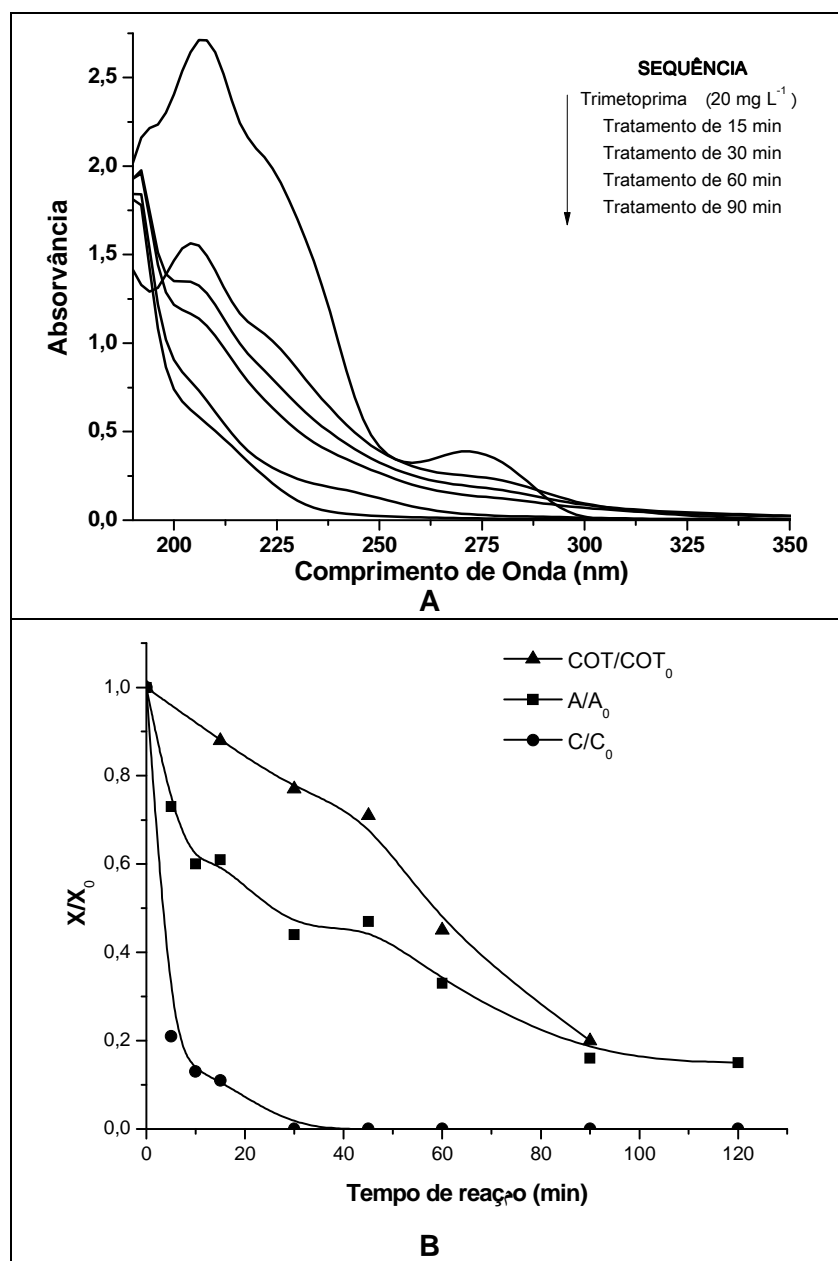 SEQUÊNCIA
Trimetoprima (20 mg L⁻¹)
Tratamento de 15 min
Tratamento de 30 min
Tratamento de 60 min
Tratamento de 90 min
2,5
2,0
1,5
1,0
0,5
0,0
Absorvância
200 225 250 275 300 325 350
Comprimento de Onda (nm)
A
COT/COT₀
A/A₀
C/C₀
1,0
0,8
0,6
0,4
0,2
0,0
X/X₀
0 20 40 60 80 100 120
Tempo de (min)
B